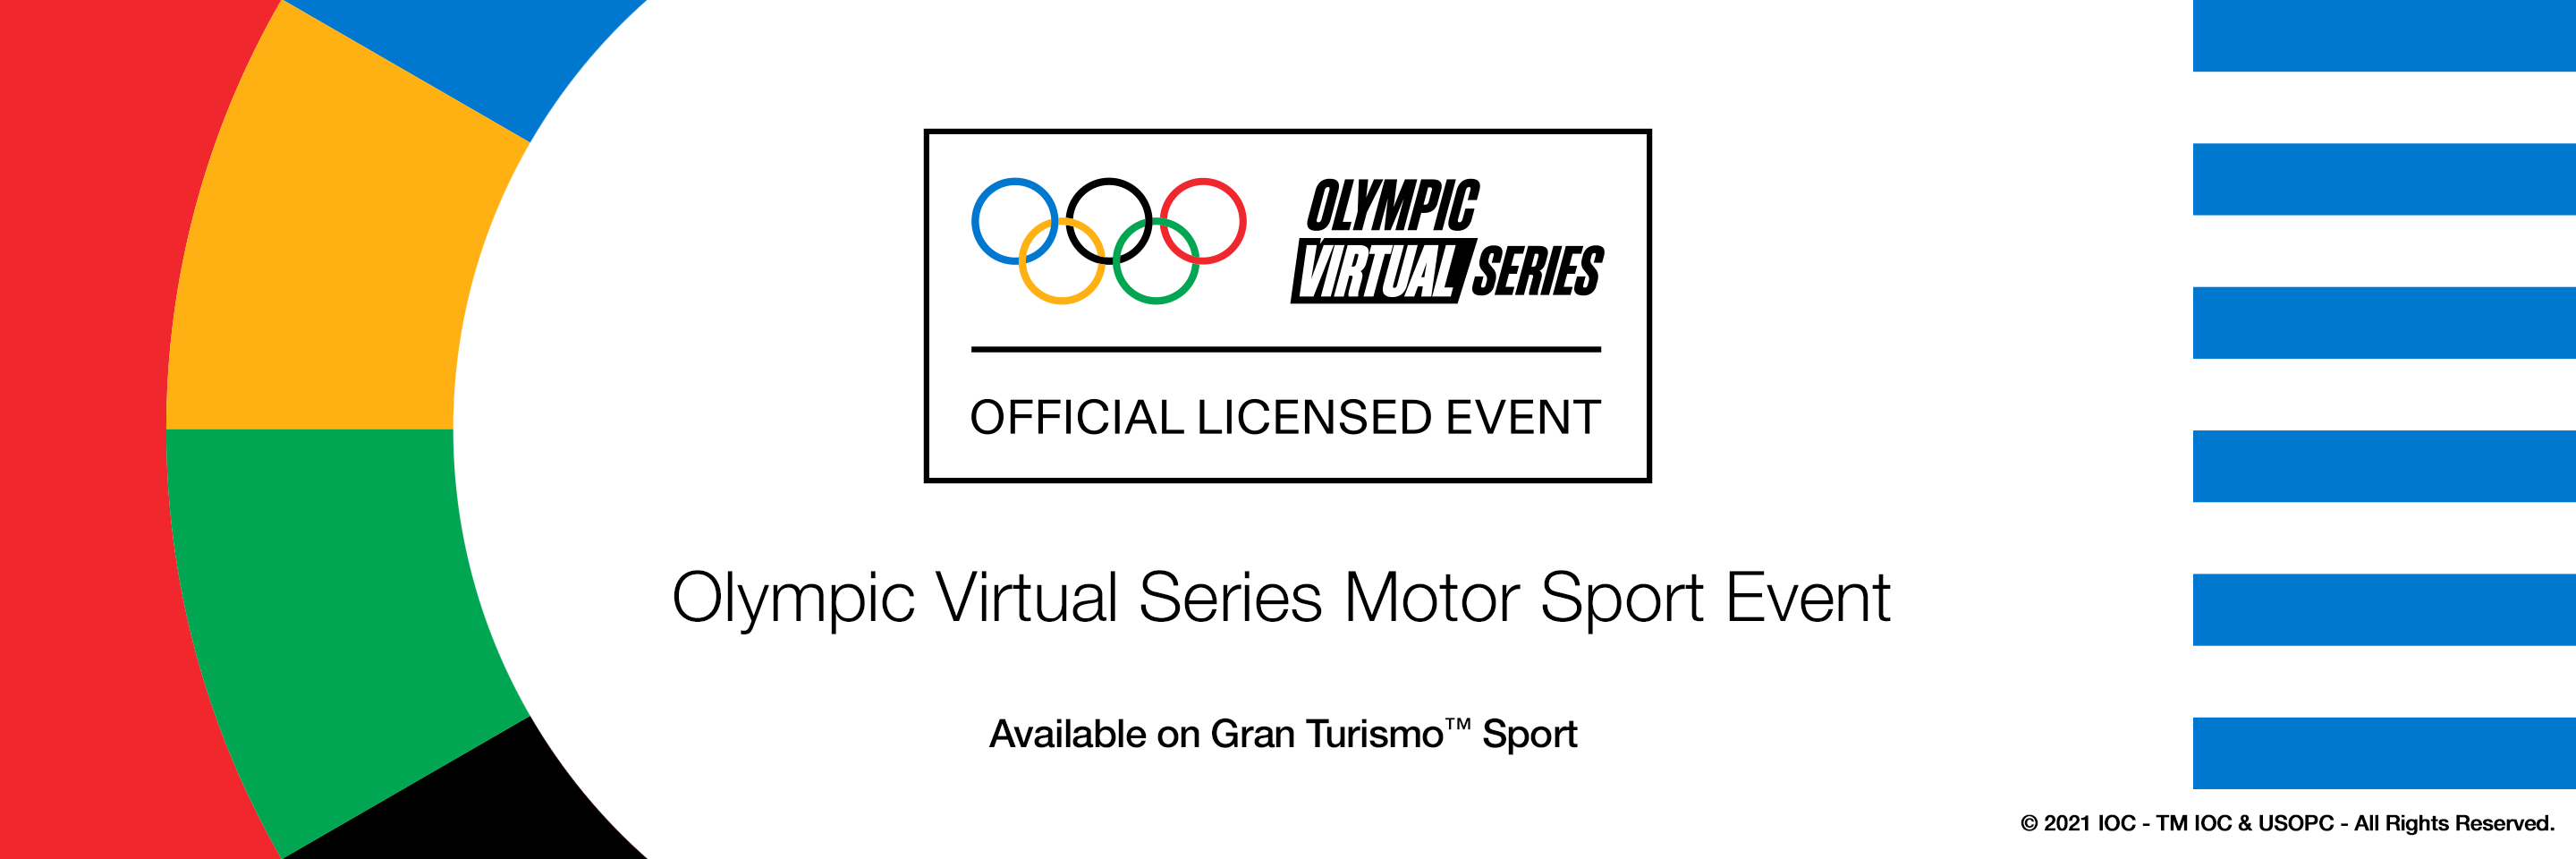 OLYMPIC
VIRTUAL SERIES
OFFICIAL LICENSED EVENT
Olympic Virtual Series Motor Sport Event
Available on Gran Turismo™ Sport
© 2021 IOC - TM IOC & USOPC - All Rights Reserved.